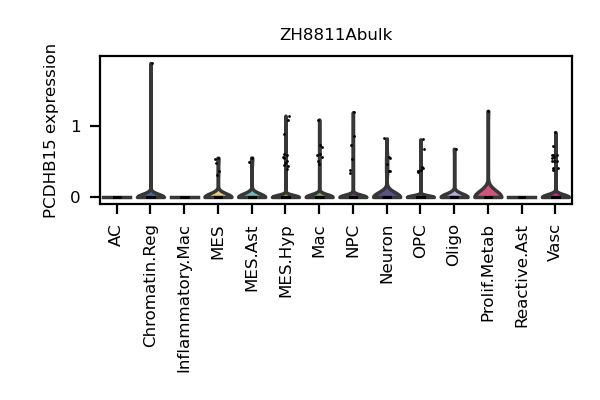 ZH8811Abulk
PCDHB15 expression
1
0
AC
Chromatin.Reg
Inflammatory.Mac
MES
MES.Ast
MES.Hyp
Mac
NPC
Neuron
OPC
Oligo
Prolif.Metab
Reactive.Ast
Vasc